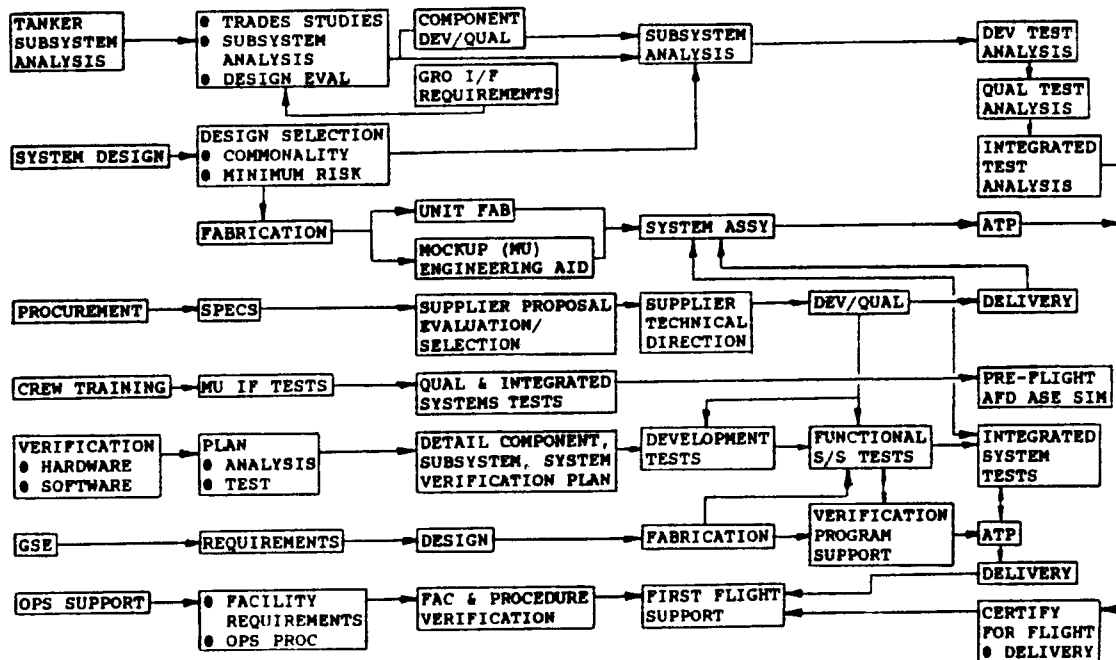 TANKER
SUBSYSTEM
ANALYSIS
● TRADES STUDIES
● SUBSYSTEM
ANALYSIS
● DESIGN EVAL
COMPONENT
DEV/QUAL
GRO I/F
REQUIREMENTS
SUBSYSTEM
ANALYSIS
DEV TEST
ANALYSIS
QUAL TEST
ANALYSIS
INTEGRATED
TEST
ANALYSIS
SYSTEM DESIGN
DESIGN SELECTION
● COMMONALITY
● MINIMUM RISK
FABRICATION
UNIT FAB
MOCKUP (MU)
ENGINEERING AID
SYSTEM ASSY
ATP
PROCUREMENT
SPECS
SUPPLIER PROPOSAL
EVALUATION/
SELECTION
SUPPLIER
TECHNICAL
DIRECTION
DEV/QUAL
DELIVERY
CREW TRAINING
MU IF TESTS
QUAL & INTEGRATED
SYSTEMS TESTS
PRE-FLIGHT
AFD ASE SIM
VERIFICATION
● HARDWARE
● SOFTWARE
PLAN
● ANALYSIS
● TEST
DETAIL COMPONENT,
SUBSYSTEM, SYSTEM
VERIFICATION PLAN
DEVELOPMENT
TESTS
FUNCTIONAL
S/S TESTS
INTEGRATED
SYSTEM
TESTS
GSE
REQUIREMENTS
DESIGN
FABRICATION
VERIFICATION
PROGRAM
SUPPORT
ATP
DELIVERY
OPS SUPPORT
● FACILITY
REQUIREMENTS
● OPS PROC
FAC & PROCEDURE
VERIFICATION
FIRST FLIGHT
SUPPORT
CERTIFY
FOR FLIGHT
● DELIVERY